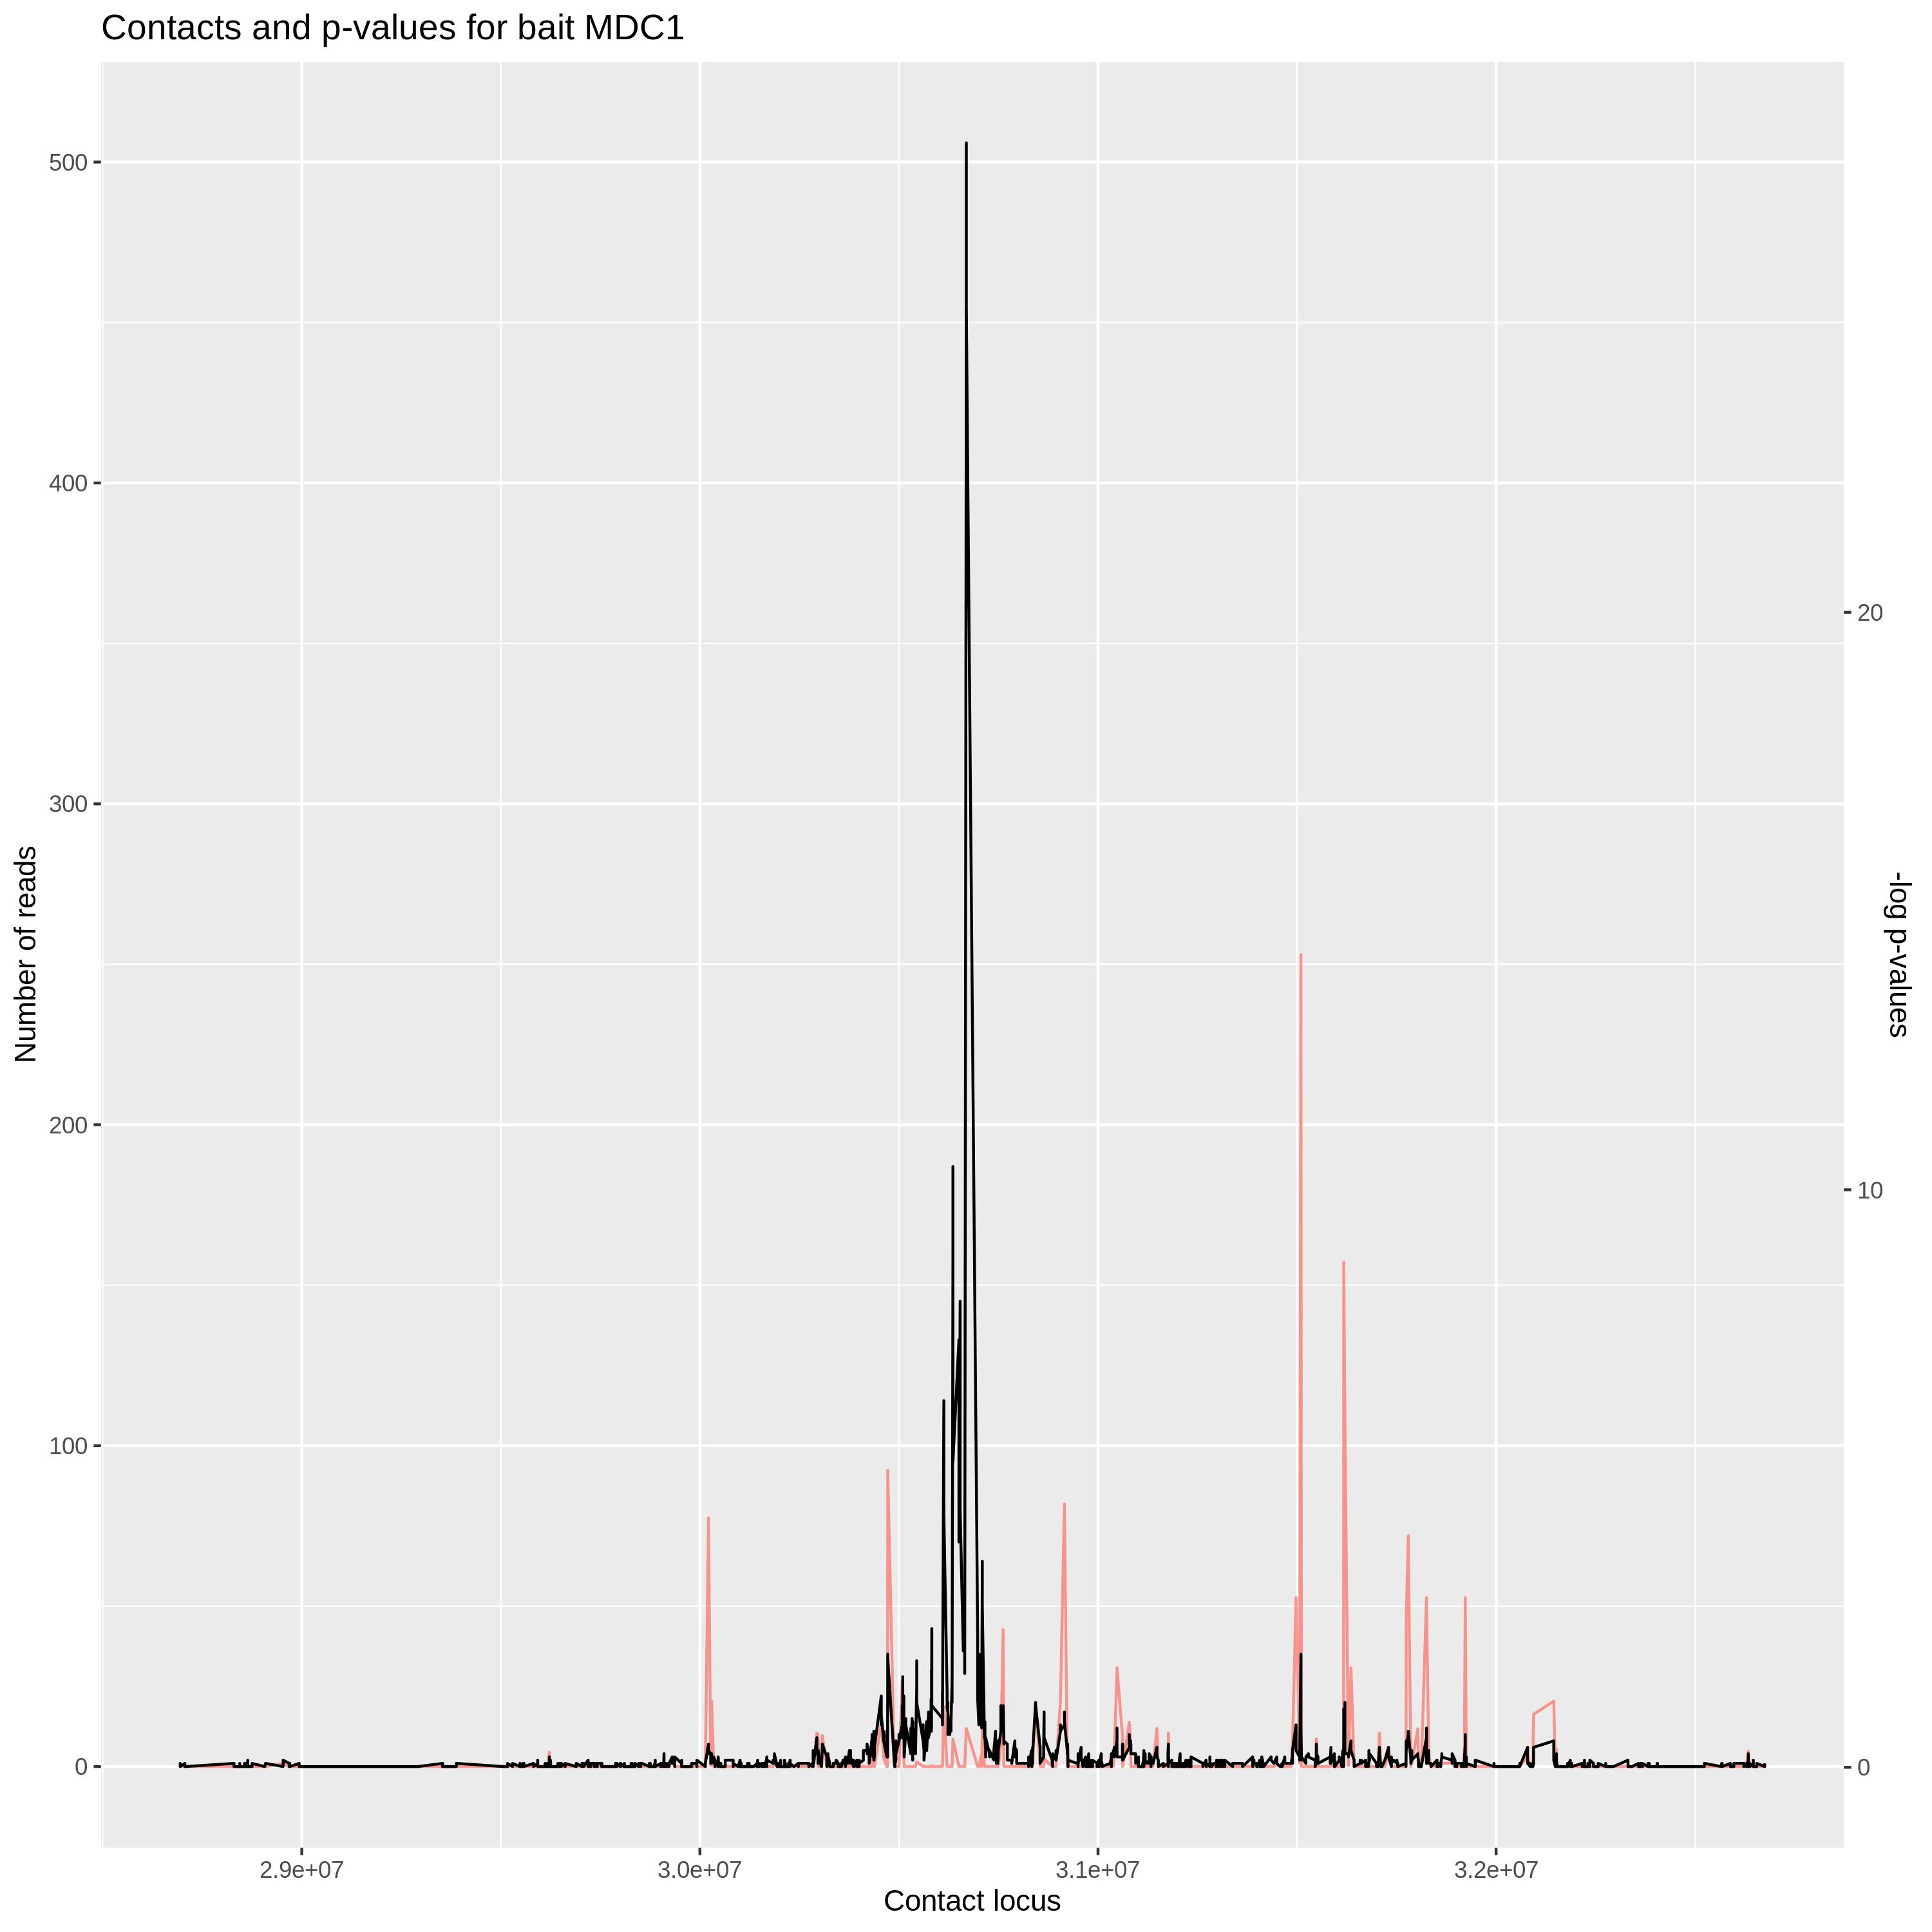 Contacts and p-values for bait MDC1
500
400
300
200
100
0
Number of reads
20
10
0
-log p-values
2.9e+07 3.0e+07 3.1e+07 3.2e+07
Contact locus